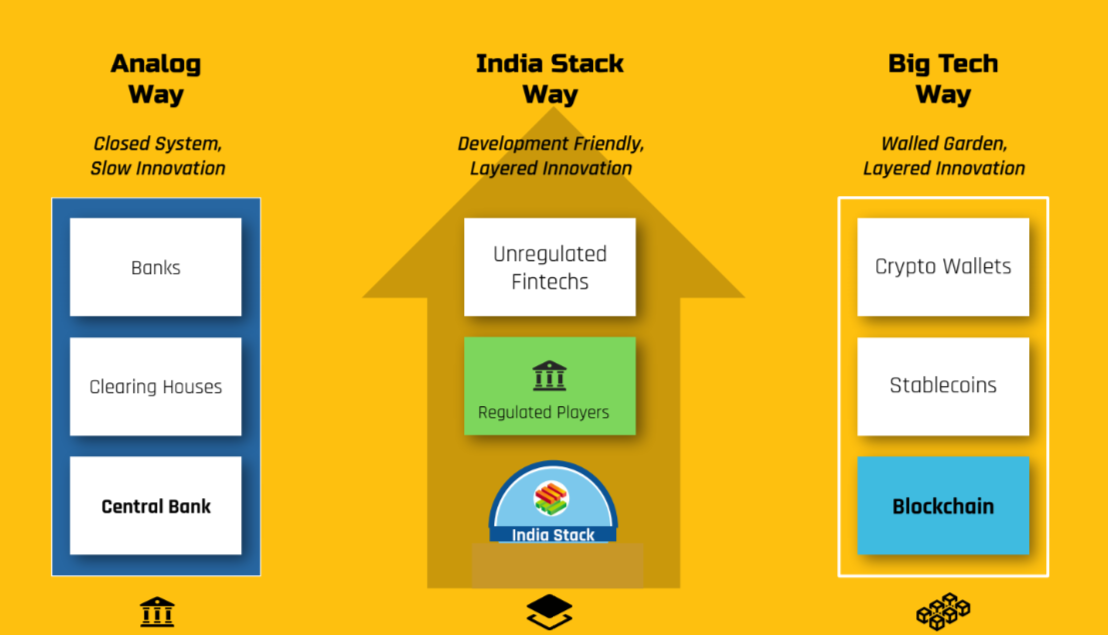 Analog
Way
Closed System,
Slow Innovation
Banks
Clearing Houses
Central Bank
India Stack
Way
Development Friendly,
Layered Innovation
Unregulated
Fintechs
Regulated Players
India Stack
Big Tech
Way
Walled Garden,
Layered Innovation
Crypto Wallets
Stablecoins
Blockchain